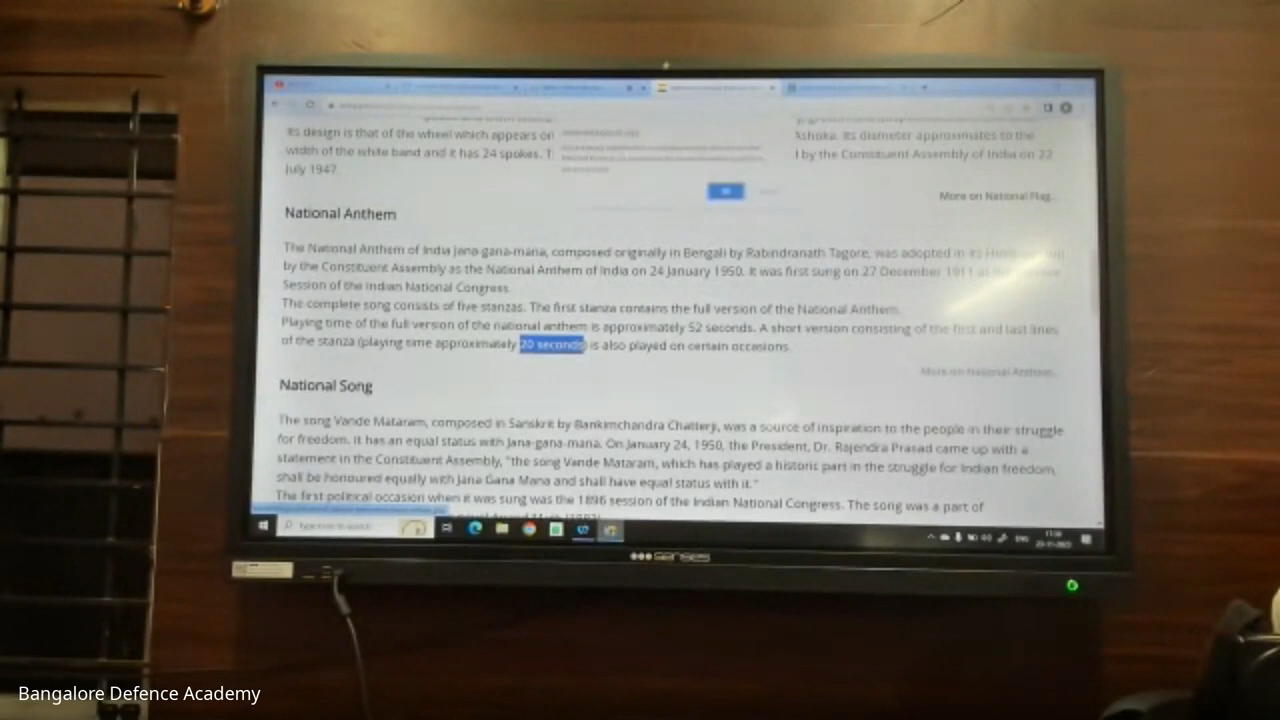 Its design is that of the wheel which appears on
Ashoka. Its diameter approximates to the
width of the white band and it has 24 spokes. T
by the Constituent Assembly of India on 22
July 1947.
More on National Flag...
National Anthem
The National Anthem of India Jana-gana-mana, composed originally in Bengali by Rabindranath Tagore, was adopted in its
by the Constituent Assembly as the National Anthem of India on 24 January 1950. It was first sung on 27 December 1911 at
Session of the Indian National Congress.
The complete song consists of five stanzas. The first stanza contains the full version of the National Anthem.
Playing time of the full version of the national anthem is approximately 52 seconds. A short version consisting of the first and last lines
of the stanza (playing time approximately 20 seconds) is also played on certain occasions.
More on National Anthem...
National Song
The song Vande Mataram, composed in Sanskrit by Bankimchandra Chatterji, was a source of inspiration to the people in their struggle
for freedom. It has an equal status with Jana-gana-mana. On January 24, 1950, the President, Dr. Rajendra Prasad came up with a
statement in the Constituent Assembly, "the song Vande Mataram, which has played a historic part in the struggle for Indian freedom,
shall be honoured equally with Jana Gana Mana and shall have equal status with it."
The first political occasion when it was sung was the 1896 session of the Indian National Congress. The song was a part of
Type here to search
ENG
Bangalore Defence Academy